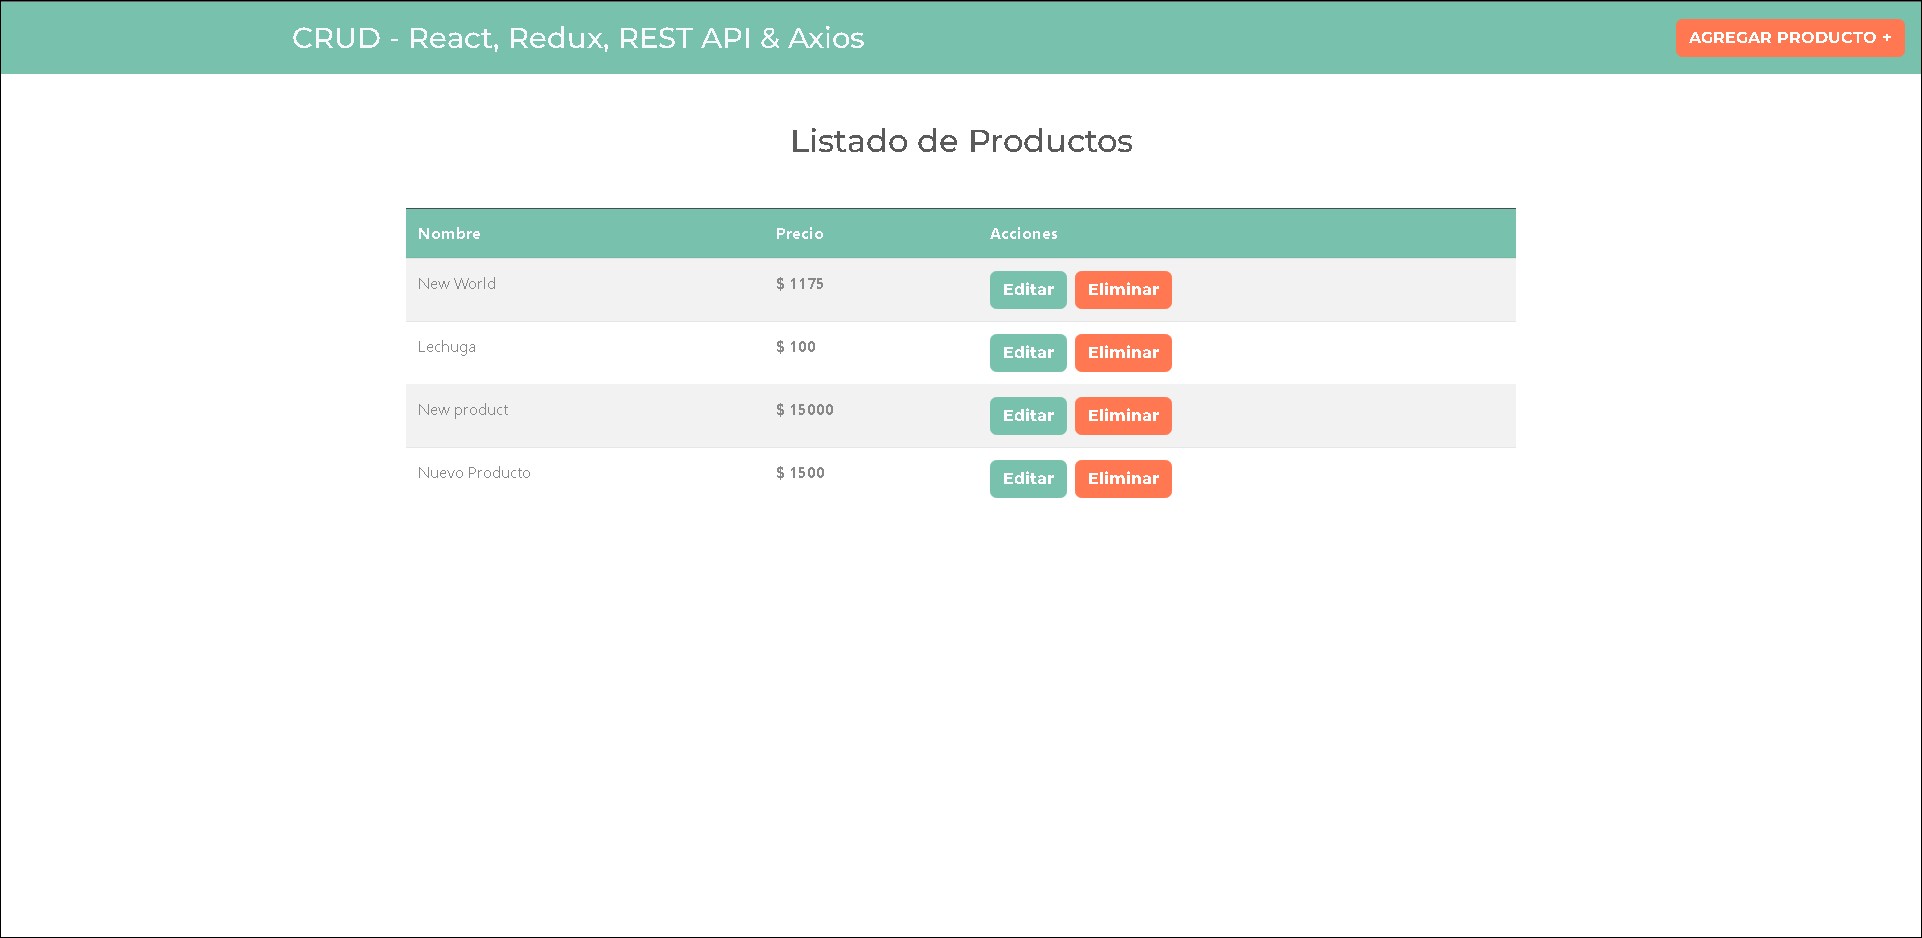 CRUD - React, Redux, REST API & Axios
AGREGAR PRODUCTO +
Listado de Productos
Nombre Precio Acciones
New World $ 1175 Editar Eliminar
Lechuga $ 100 Editar Eliminar
New product $ 15000 Editar Eliminar
Nuevo Producto $ 1500 Editar Eliminar